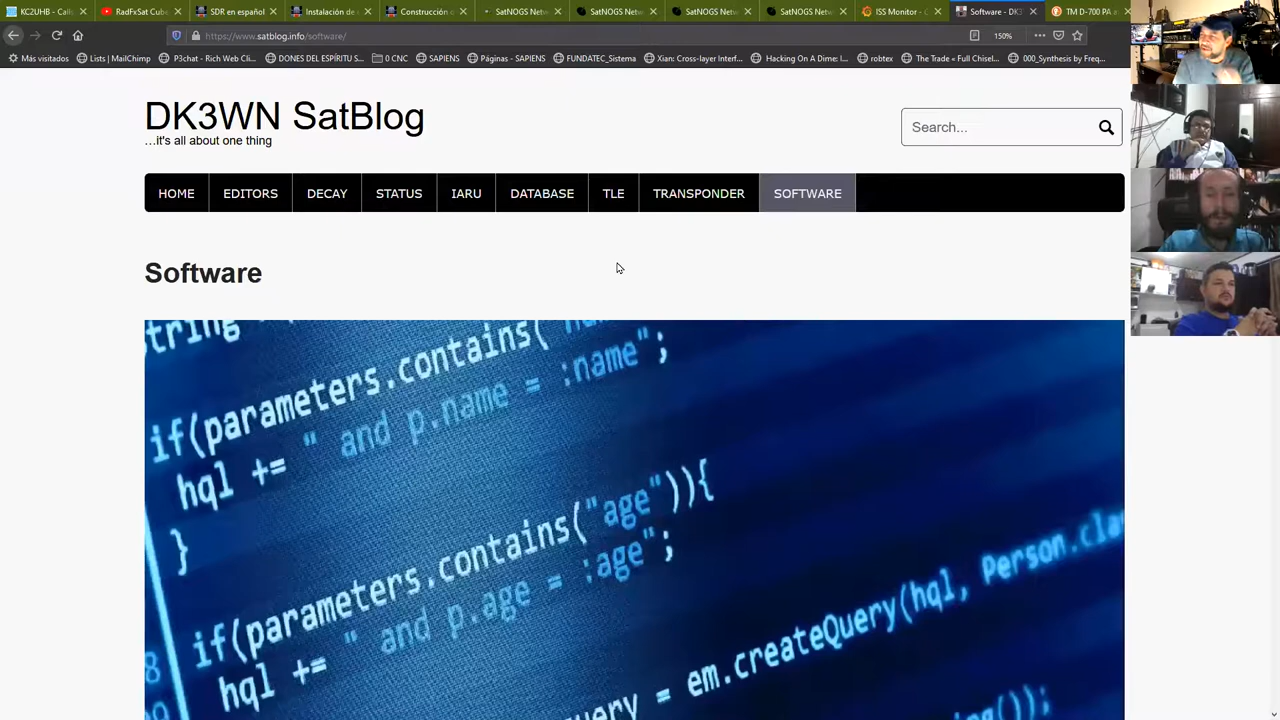 KC2UHB - Call
RadFxSat Cub
SDR en español
Instalación de
Construcción
SatNOGS Netw
SatNOGS Netw
SatNOGS Netw
SatNOGS Netw
ISS Monitor - C
Software - DK3
TM D-700 PA
https://www.satblog.info/software/
150%
Más visitados
Lists | MailChimp
P3chat - Rich Web Cli...
DONES DEL ESPÍRITU S...
0 CNC
SAPIENS
Páginas - SAPIENS
FUNDATEC_Sistema
Xian: Cross-layer Interf...
Hacking On A Dime: I...
robtex
The Trade « Full Chisel...
000_Synthesis by Freq...
DK3WN SatBlog
...it's all about one thing
Search...
HOME
EDITORS
DECAY
STATUS
IARU
DATABASE
TLE
TRANSPONDER
SOFTWARE
Software
string
if(parameters.contains("
hql += " and p.name = :name";
}
if(parameters.contains("age")){
hql += " and p.age = :age";
query = em.createQuery(hql, Person.cla